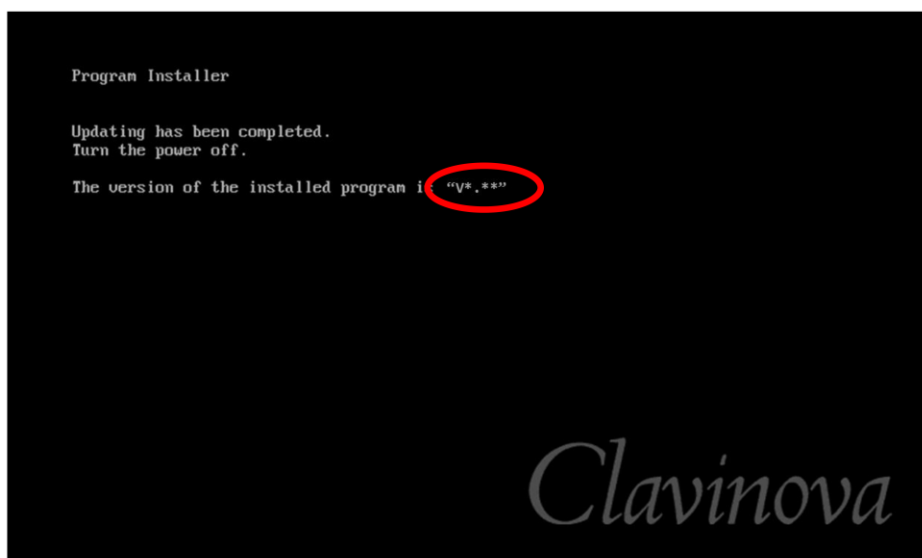 Program Installer
Updating has been completed.
Turn the power off.
The version of the installed program is “V*.**”
Clavinova